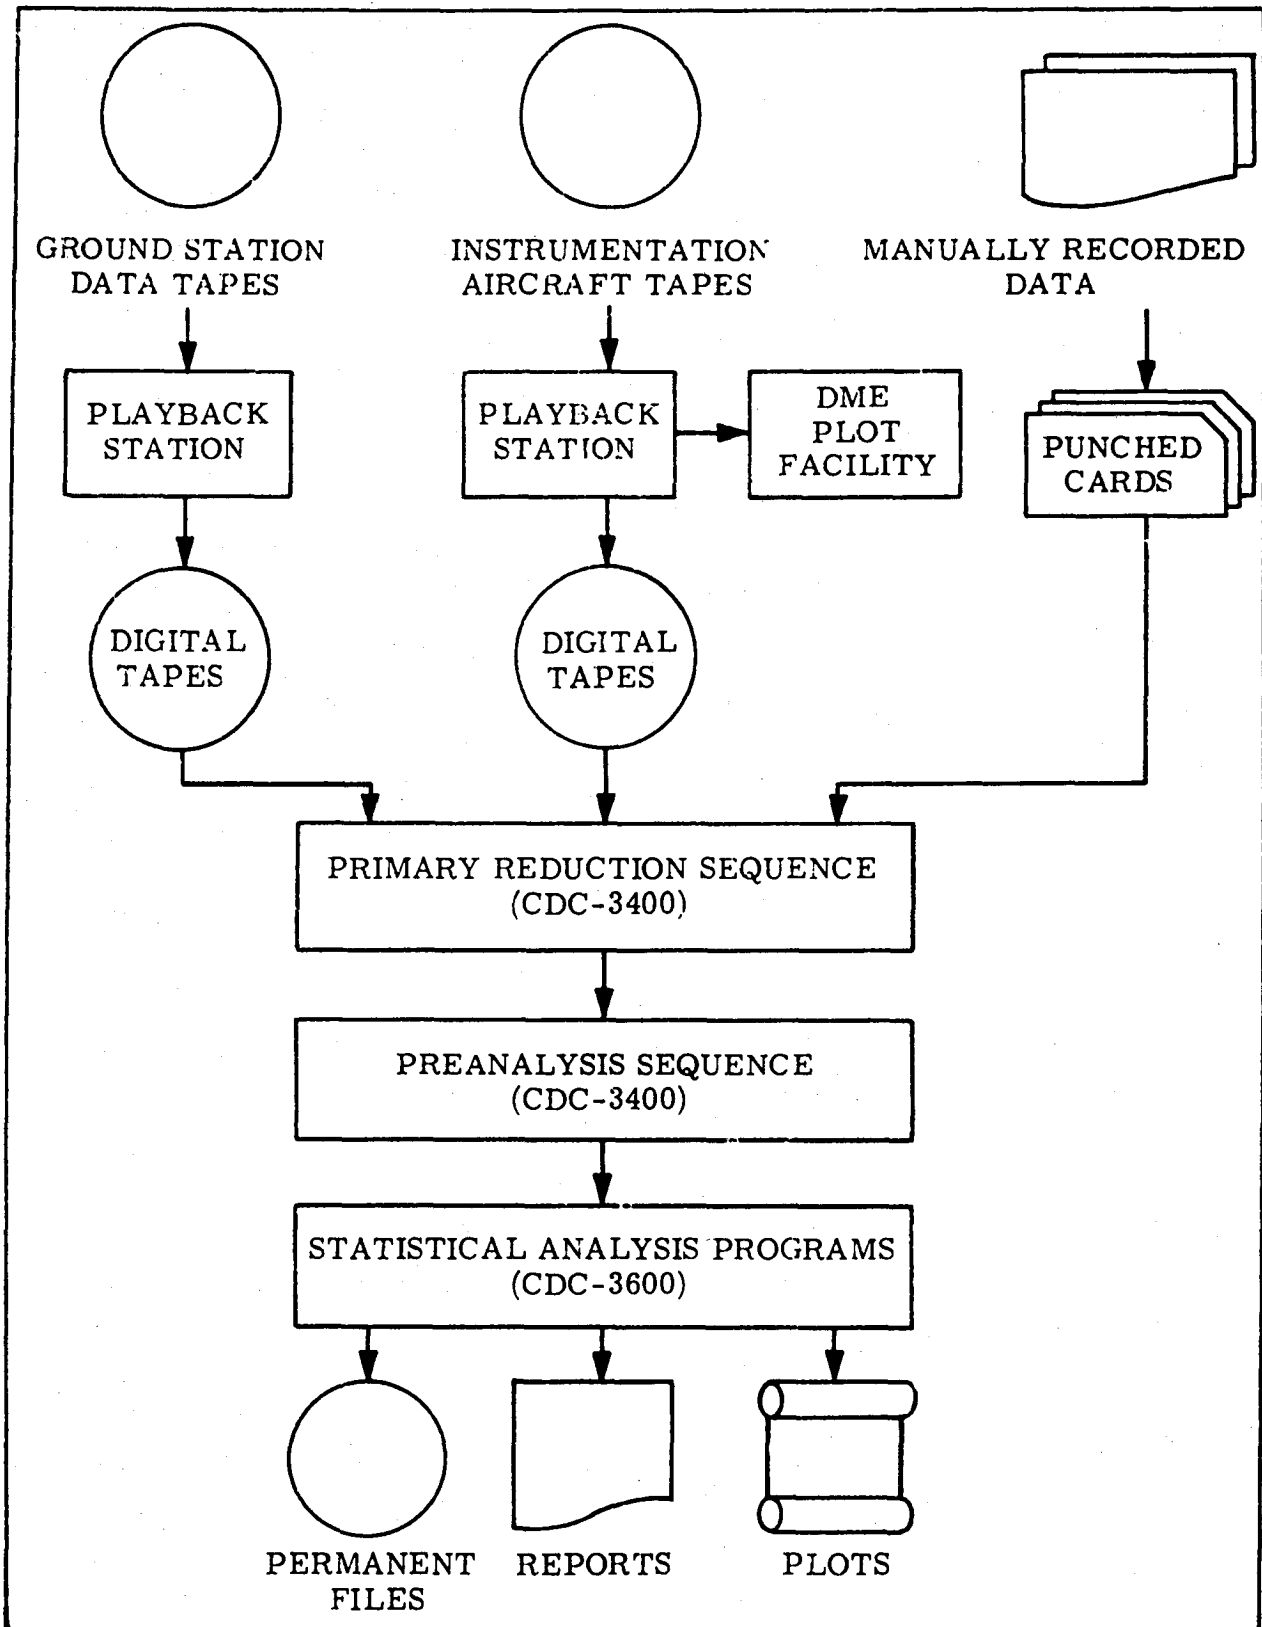 GROUND STATION
DATA TAPES
INSTRUMENTATION
AIRCRAFT TAPES
MANUALLY RECORDED
DATA
PLAYBACK
STATION
PLAYBACK
STATION
DME
PLOT
FACILITY
PUNCHED
CARDS
DIGITAL
TAPES
DIGITAL
TAPES
PRIMARY REDUCTION SEQUENCE
(CDC-3400)
PREANALYSIS SEQUENCE
(CDC-3400)
STATISTICAL ANALYSIS PROGRAMS
(CDC-3600)
PERMANENT
FILES
REPORTS
PLOTS